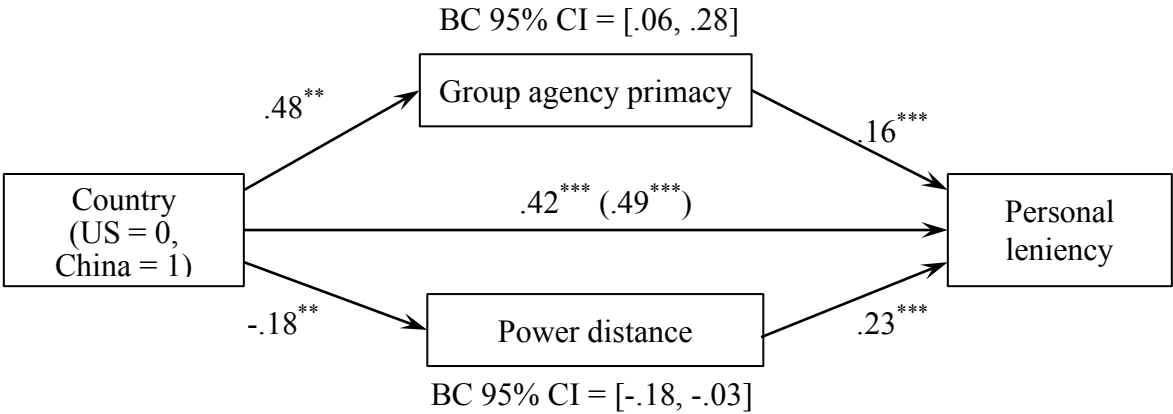 BC 95% CI = [.06, .28]
Group agency primacy
.48**
.16***
Country
(US = 0,
China = 1)
.42*** (.49***)
Personal
leniency
-.18**
Power distance
.23***
BC 95% CI = [-.18, -.03]